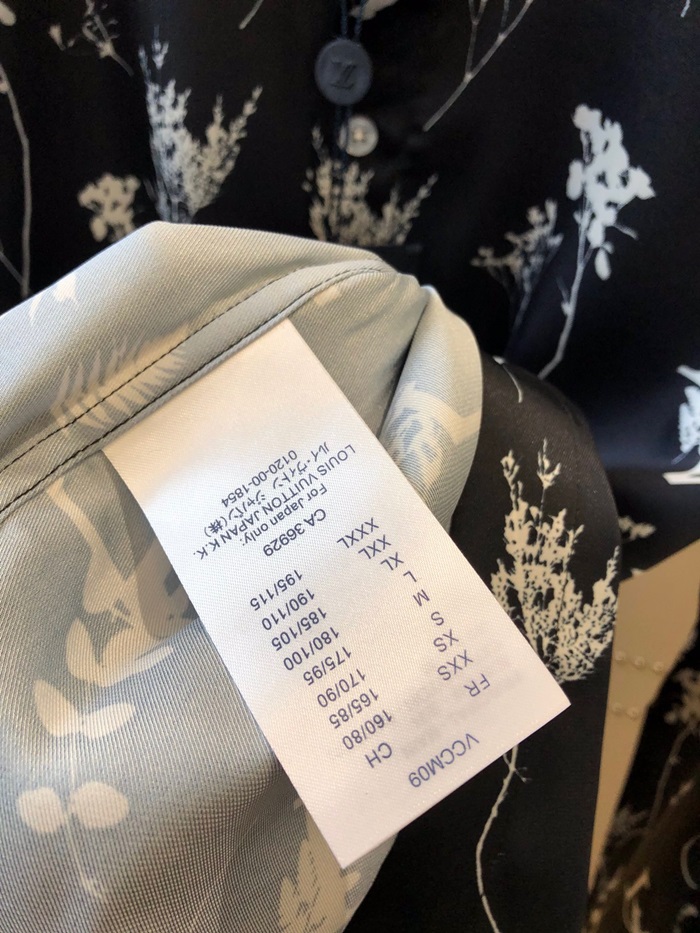 VCCM09
FR CH
XXS 160/80
XS 165/85
S 170/90
M 175/95
L 180/100
XL 185/105
XXL 190/110
XXXL 195/115
CA 36929
For Japan only:
LOUIS VUITTON JAPAN K.K.
ルイ・ヴィトン ジャパン(株)
0120-00-1854
LV